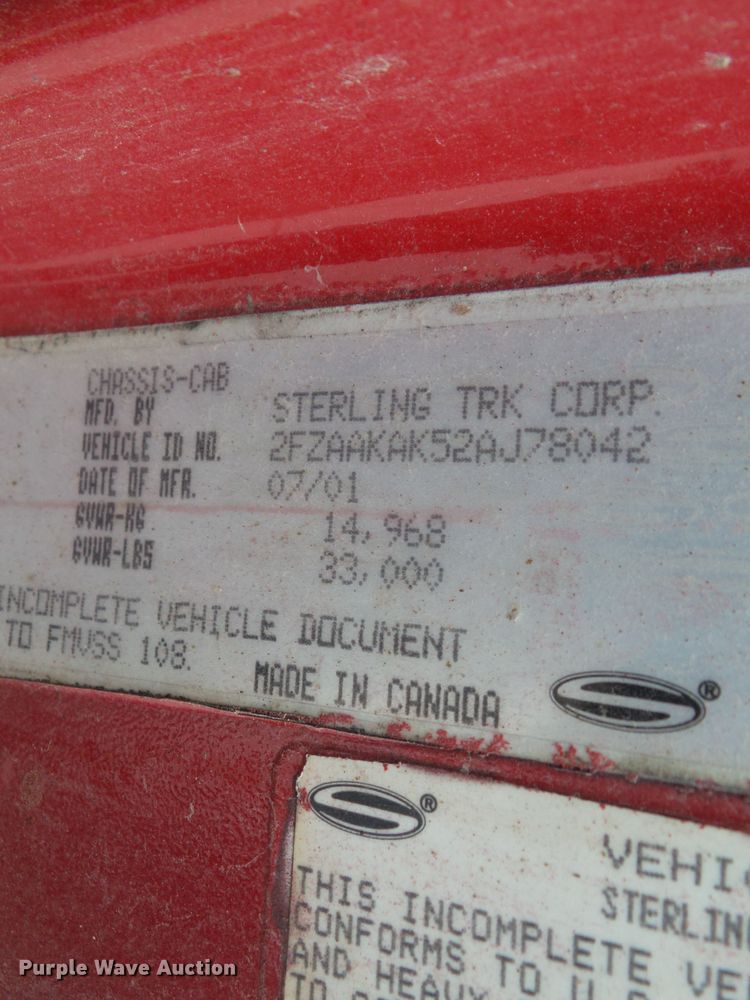 CHASSIS-CAB
MFD. BY STERLING TRK CORP.
VEHICLE ID NO. 2FZAAKAK52AJ78042
DATE OF MFR. 07/01
GVWR-KG 14,968
GVWR-LBS 33,000
INCOMPLETE VEHICLE DOCUMENT
TO FMVSS 108.
MADE IN CANADA
S®
S®
STERLIN
THIS INCOMPLETE VE
CONFORMS TO U.S.
AND HEAVY
Purple Wave Auction